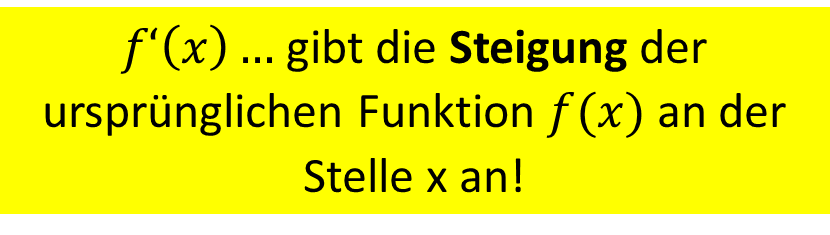 f‘(x) ... gibt die Steigung der
ursprünglichen Funktion f(x) an der
Stelle x an!